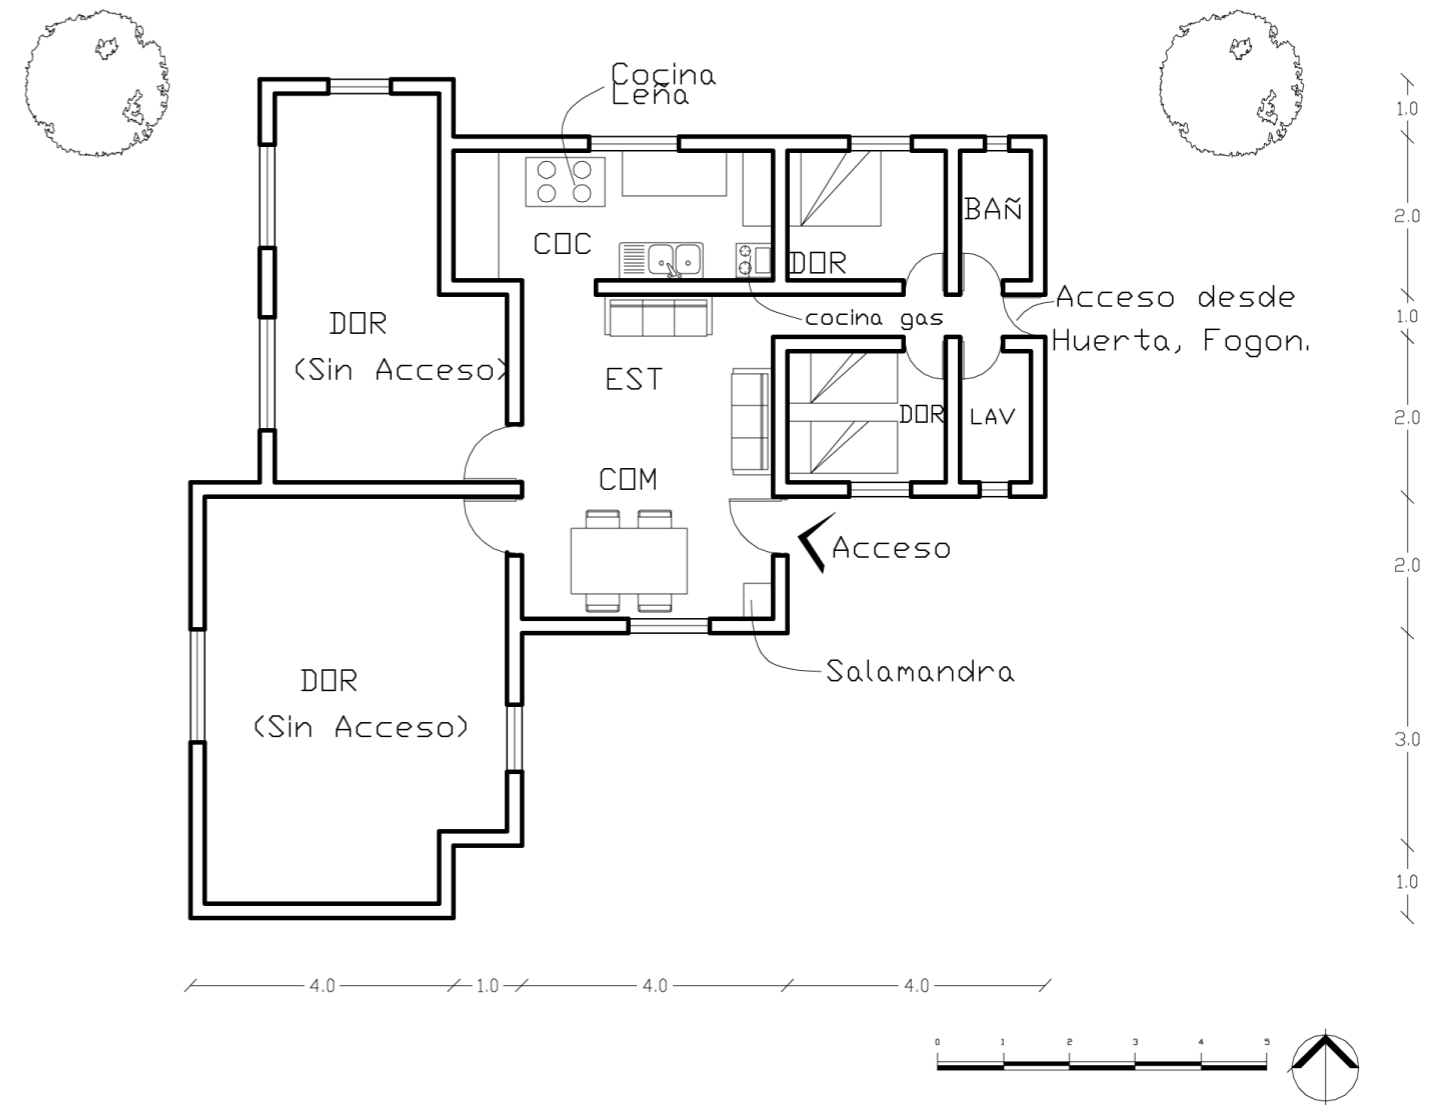 Cocina
Leña
1.0
BAÑ
2.0
COC
DOR
Acceso desde
cocina gas
1.0
DOR
Huerta, Fogon.
(Sin Acceso)
EST
DOR
LAV
2.0
COM
Acceso
2.0
Salamandra
DOR
(Sin Acceso)
3.0
1.0
4.0
1.0
4.0
4.0
0 1 2 3 4 5